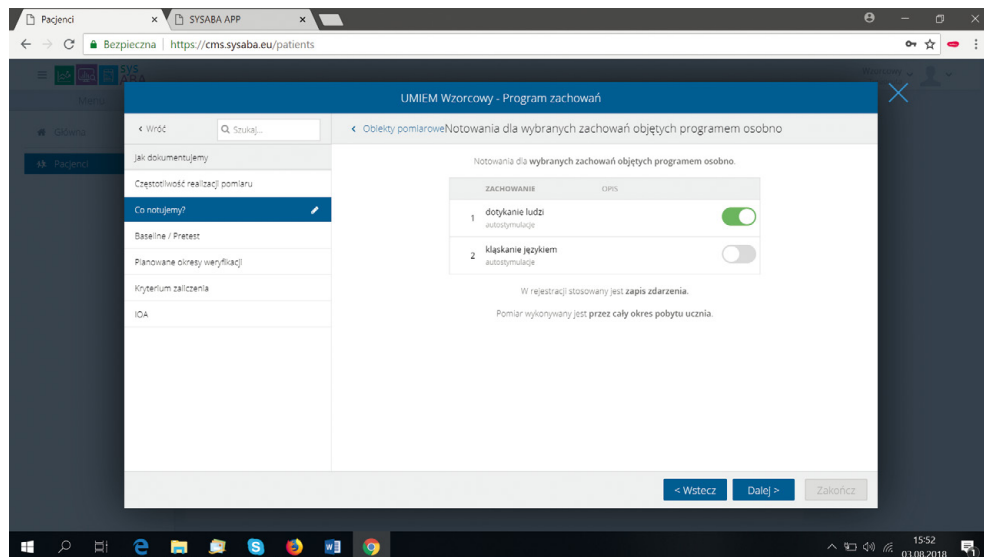 Pacjenci
SYSABA APP
Bezpieczna | https://cms.sysaba.eu/patients
SYS
ABA
Wzorcowy
Menu
UMIEM Wzorcowy - Program zachowań
Główna
Pacjenci
< Wróć
Szukaj...
< Obiekty pomiarowe Notowania dla wybranych zachowań objętych programem osobno
Jak dokumentujemy
Częstotliwość realizacji pomiaru
Co notujemy?
Baseline / Pretest
Planowane okresy weryfikacji
Kryterium zaliczenia
IOA
Notowania dla wybranych zachowań objętych programem osobno.
ZACHOWANIE OPIS
1 dotykanie ludzi
autostymulacje
2 kląskanie językiem
autostymulacje
W rejestracji stosowany jest zapis zdarzenia.
Pomiar wykonywany jest przez cały okres pobytu ucznia.
< Wstecz Dalej > Zakończ
15:52
03.08.2018